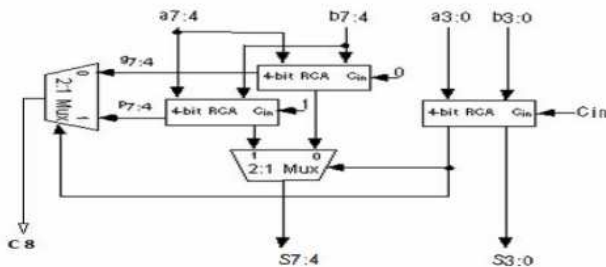 a7:4 b7:4 a3:0 b3:0
0 g7:4 4-bit RCA Cin 0
2:1 Mux
1 P7:4 4-bit RCA Cin 1 4-bit RCA Cin Cin
1 0
2:1 Mux
C8 S7:4 S3:0